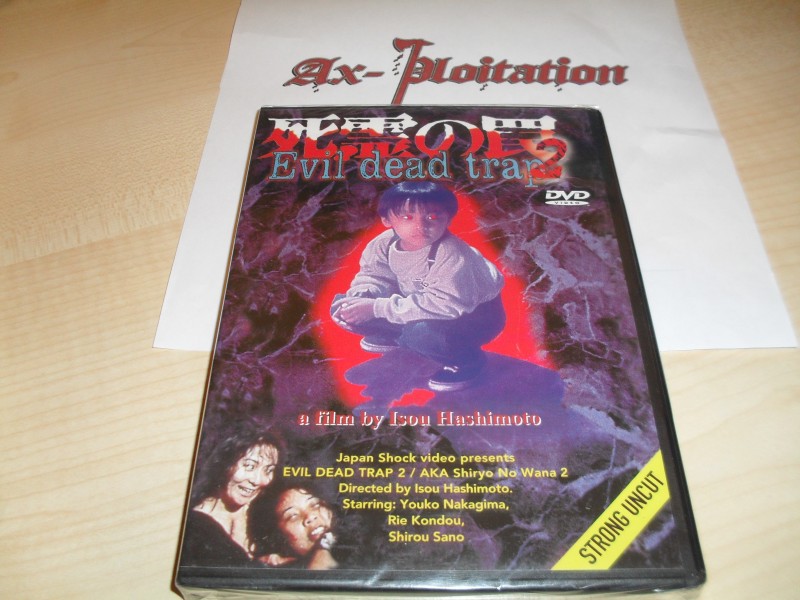 Ax-Ploitation
死霊の罠
Evil dead trap 2
DVD
VIDEO
a film by Isou Hashimoto
Japan Shock video presents
EVIL DEAD TRAP 2 / AKA Shiryo No Wana 2
Directed by Isou Hashimoto.
Starring: Youko Nakagima,
Rie Kondou,
Shirou Sano
STRONG UNCUT